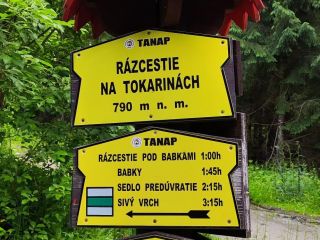 TANAP
RÁZCESTIE
NA TOKARINÁCH
790 m n. m.
TANAP
RÁZCESTIE POD BABKAMI 1:00h
BABKY 1:45h
SEDLO PREDÚVRATIE 2:15h
SIVÝ VRCH 3:15h